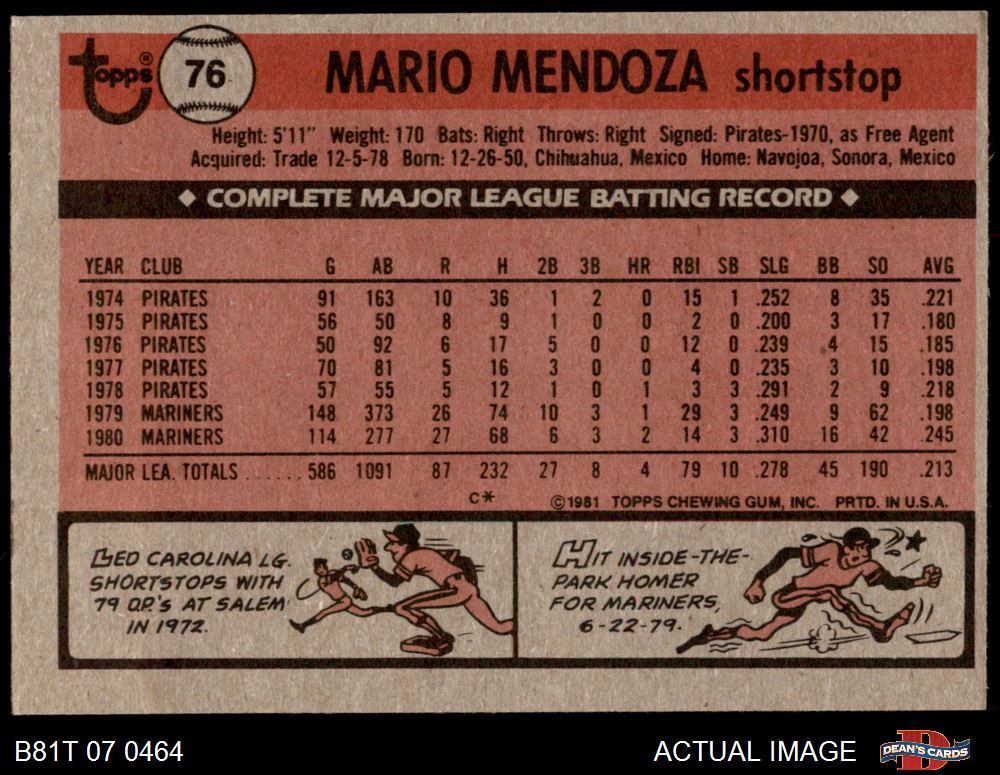 Topps®
76
MARIO MENDOZA shortstop
Height: 5'11" Weight: 170 Bats: Right Throws: Right Signed: Pirates-1970, as Free Agent
Acquired: Trade 12-5-78 Born: 12-26-50, Chihuahua, Mexico Home: Navojoa, Sonora, Mexico
◆ COMPLETE MAJOR LEAGUE BATTING RECORD ◆
YEAR CLUB G AB R H 2B 3B HR RBI SB SLG BB SO AVG
1974 PIRATES 91 163 10 36 1 2 0 15 1 .252 8 35 .221
1975 PIRATES 56 50 8 9 1 0 0 2 0 .200 3 17 .180
1976 PIRATES 50 92 6 17 5 0 0 12 0 .239 4 15 .185
1977 PIRATES 70 81 5 16 3 0 0 4 0 .235 3 10 .198
1978 PIRATES 57 55 5 12 1 0 1 3 3 .291 2 9 .218
1979 MARINERS 148 373 26 74 10 3 1 29 3 .249 9 62 .198
1980 MARINERS 114 277 27 68 6 3 2 14 3 .310 16 42 .245
MAJOR LEA. TOTALS ...... 586 1091 87 232 27 8 4 79 10 .278 45 190 .213
C* ©1981 TOPPS CHEWING GUM, INC. PRTD. IN U.S.A.
LED CAROLINA LG.
SHORTSTOPS WITH
79 D.P.'S AT SALEM
IN 1972.
HIT INSIDE-THE-
PARK HOMER
FOR MARINERS,
6-22-79.
B81T 07 0464 ACTUAL IMAGE DEAN'S CARDS